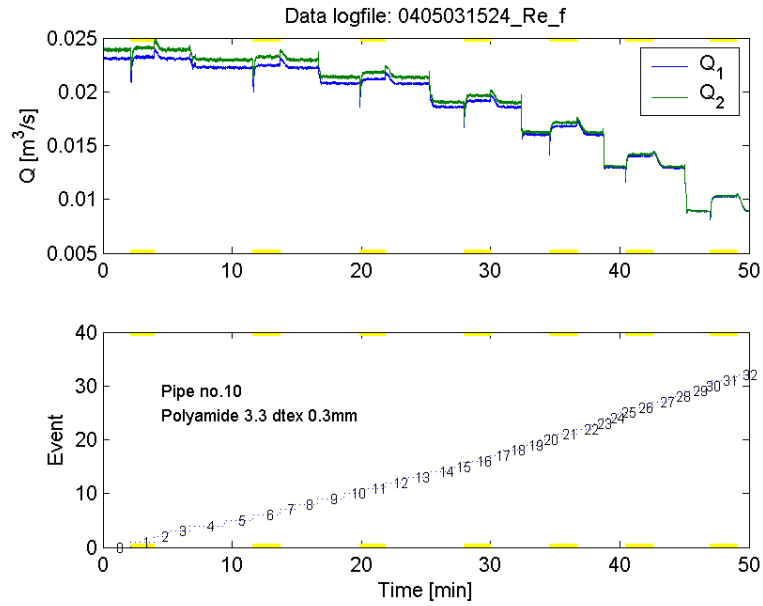 Data logfile: 0405031524_Re_f
0.025
0.02
0.015
0.01
0.005
Q [m³/s]
Q₁
Q₂
0 10 20 30 40 50
40
30
20
10
0
Event
Pipe no.10
Polyamide 3.3 dtex 0.3mm
0 1 2 3 4 5 6 7 8 9 10 11 12 13 14 15 16 17 18 19 20 21 22 23 24 25 26 27 28 29 30 31 32
0 10 20 30 40 50
Time [min]